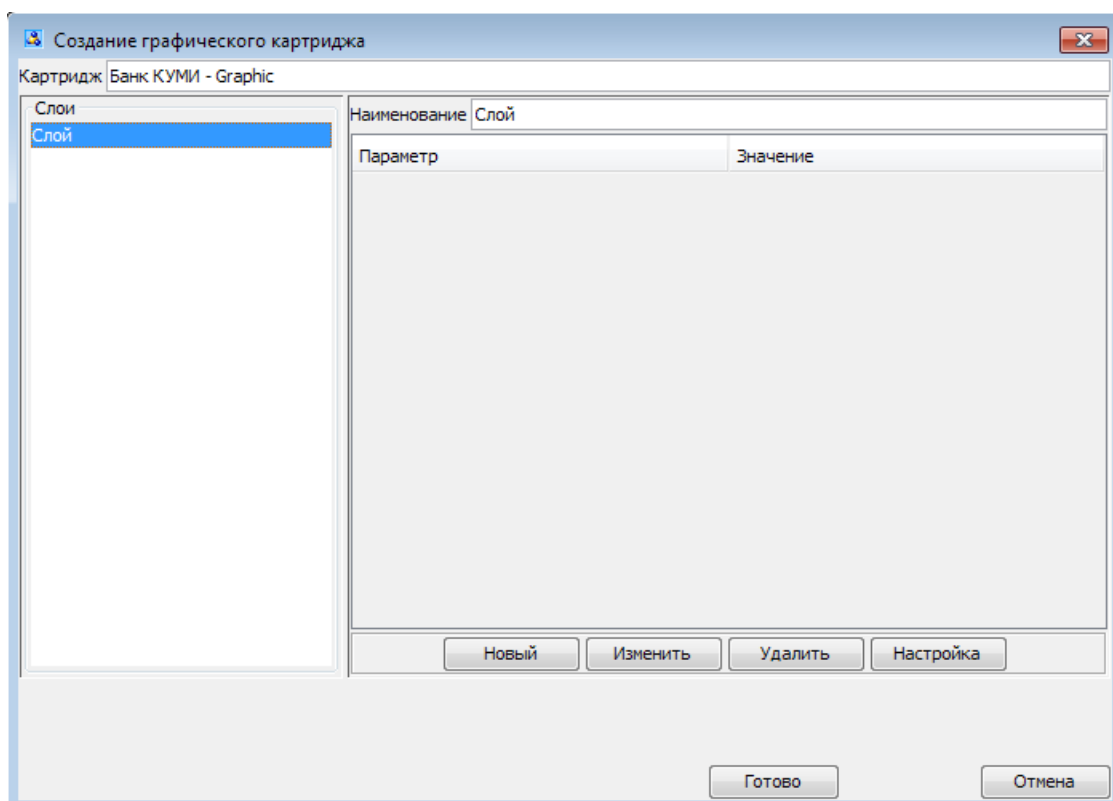 Создание графического картриджа
Картридж Банк КУМИ - Graphic
Слои
Слой
Наименование Слой
Параметр Значение
Новый Изменить Удалить Настройка
Готово Отмена